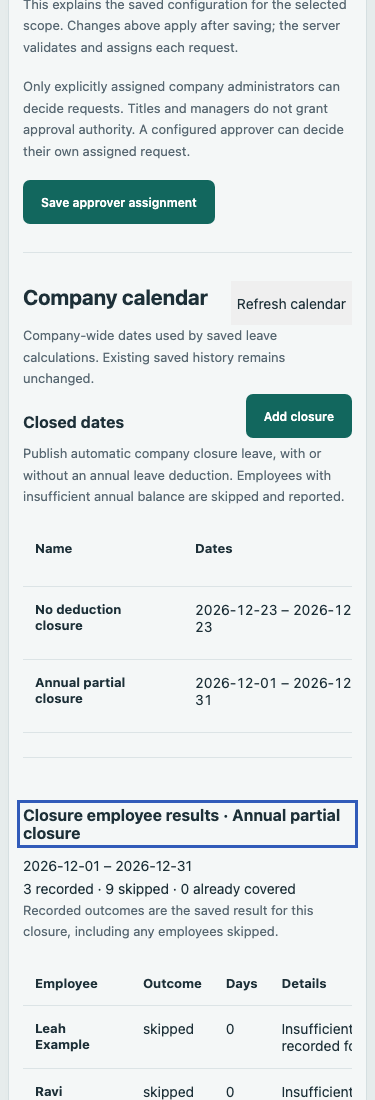 This explains the saved configuration for the selected
scope. Changes above apply after saving; the server
validates and assigns each request.
Only explicitly assigned company administrators can
decide requests. Titles and managers do not grant
approval authority. A configured approver can decide
their own assigned request.
Save approver assignment
Company calendar
Refresh calendar
Company-wide dates used by saved leave
calculations. Existing saved history remains
unchanged.
Closed dates
Add closure
Publish automatic company closure leave, with or
without an annual leave deduction. Employees with
insufficient annual balance are skipped and reported.
Name Dates
No deduction
closure
2026-12-23 – 2026-12
23
Annual partial
closure
2026-12-01 – 2026-12
31
Closure employee results · Annual partial
closure
2026-12-01 – 2026-12-31
3 recorded · 9 skipped · 0 already covered
Recorded outcomes are the saved result for this
closure, including any employees skipped.
Employee Outcome Days Details
Leah
Example
skipped 0 Insufficient
recorded
Ravi skipped 0 Insufficient